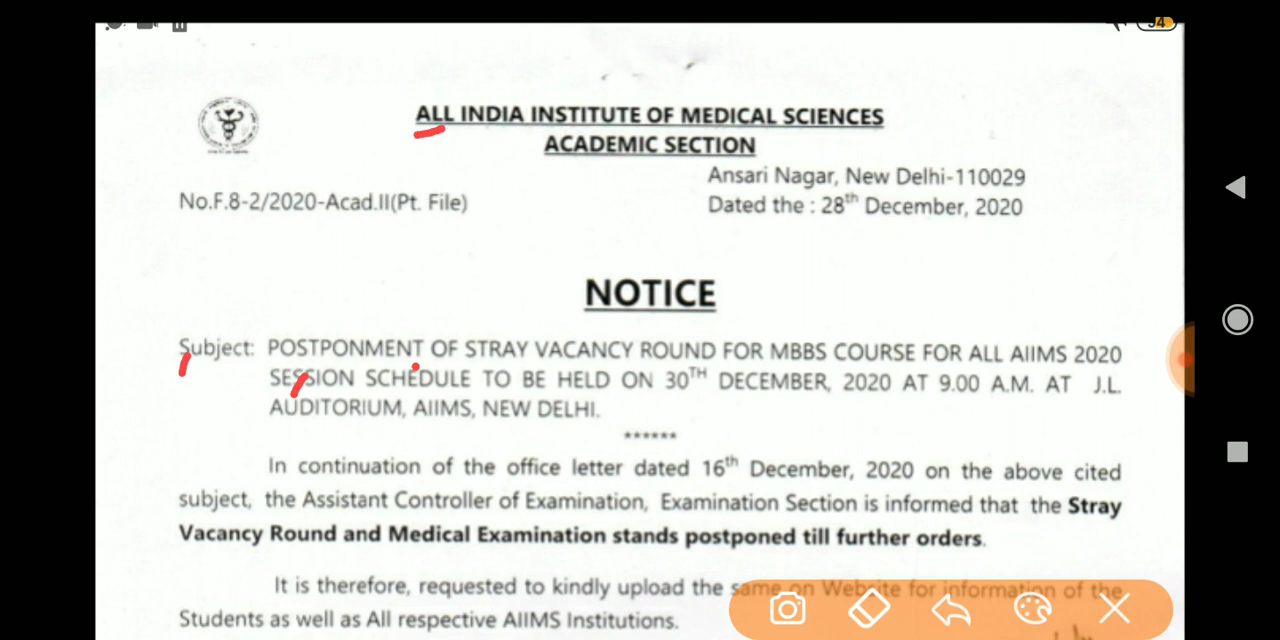 54
ALL INDIA INSTITUTE OF MEDICAL SCIENCES
ACADEMIC SECTION
Ansari Nagar, New Delhi-110029
No.F.8-2/2020-Acad.II(Pt. File)
Dated the : 28th December, 2020
NOTICE
Subject: POSTPONMENT OF STRAY VACANCY ROUND FOR MBBS COURSE FOR ALL AIIMS 2020
SESSION SCHEDULE TO BE HELD ON 30TH DECEMBER, 2020 AT 9.00 A.M. AT J.L.
AUDITORIUM, AIIMS, NEW DELHI.
******
In continuation of the office letter dated 16th December, 2020 on the above cited
subject, the Assistant Controller of Examination, Examination Section is informed that the Stray
Vacancy Round and Medical Examination stands postponed till further orders.
It is therefore, requested to kindly upload the same on Website for information of the
Students as well as All respective AIIMS Institutions.